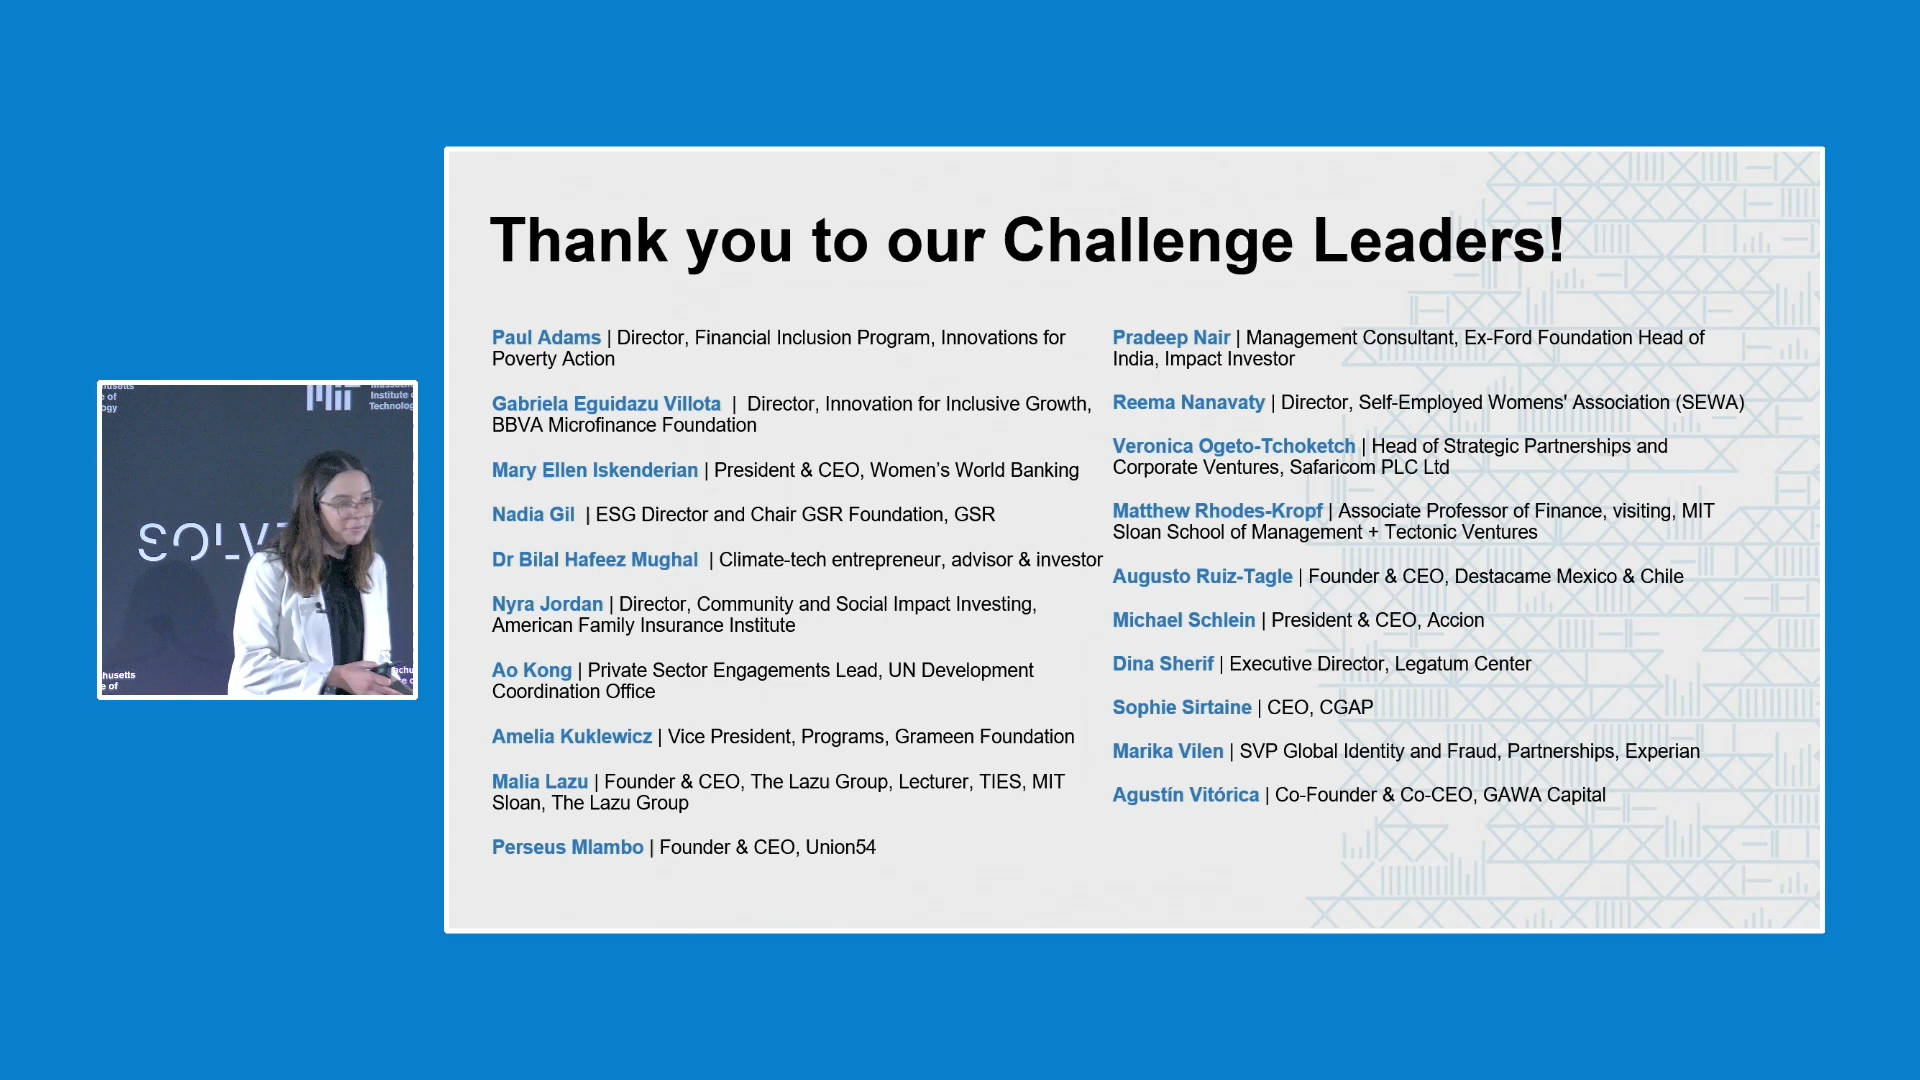 Thank you to our Challenge Leaders!
Paul Adams | Director, Financial Inclusion Program, Innovations for
Poverty Action
Gabriela Eguidazu Villota | Director, Innovation for Inclusive Growth,
BBVA Microfinance Foundation
Mary Ellen Iskenderian | President & CEO, Women’s World Banking
Nadia Gil | ESG Director and Chair GSR Foundation, GSR
Dr Bilal Hafeez Mughal | Climate-tech entrepreneur, advisor & investor
Nyra Jordan | Director, Community and Social Impact Investing,
American Family Insurance Institute
Ao Kong | Private Sector Engagements Lead, UN Development
Coordination Office
Amelia Kuklewicz | Vice President, Programs, Grameen Foundation
Malia Lazu | Founder & CEO, The Lazu Group, Lecturer, TIES, MIT
Sloan, The Lazu Group
Perseus Mlambo | Founder & CEO, Union54
Pradeep Nair | Management Consultant, Ex-Ford Foundation Head of
India, Impact Investor
Reema Nanavaty | Director, Self-Employed Womens' Association (SEWA)
Veronica Ogeto-Tchoketch | Head of Strategic Partnerships and
Corporate Ventures, Safaricom PLC Ltd
Matthew Rhodes-Kropf | Associate Professor of Finance, visiting, MIT
Sloan School of Management + Tectonic Ventures
Augusto Ruiz-Tagle | Founder & CEO, Destacame Mexico & Chile
Michael Schlein | President & CEO, Accion
Dina Sherif | Executive Director, Legatum Center
Sophie Sirtaine | CEO, CGAP
Marika Vilen | SVP Global Identity and Fraud, Partnerships, Experian
Agustín Vitórica | Co-Founder & Co-CEO, GAWA Capital
husetts
e of
ogy
MIT
Institute
Technolog
SOLV
husetts
e of